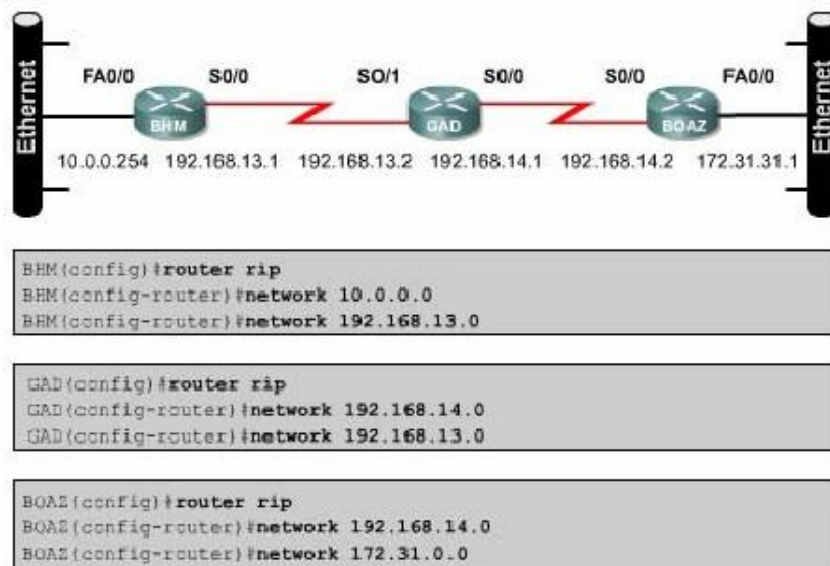 Ethernet
FA0/0 S0/0 SO/1 S0/0 S0/0 FA0/0
BHM GAD BOAZ
10.0.0.254 192.168.13.1 192.168.13.2 192.168.14.1 192.168.14.2 172.31.31.1
Ethernet
BHM(config)#router rip
BHM(config-router)#network 10.0.0.0
BHM(config-router)#network 192.168.13.0
GAD(config)#router rip
GAD(config-router)#network 192.168.14.0
GAD(config-router)#network 192.168.13.0
BOAZ(config)#router rip
BOAZ(config-router)#network 192.168.14.0
BOAZ(config-router)#network 172.31.0.0